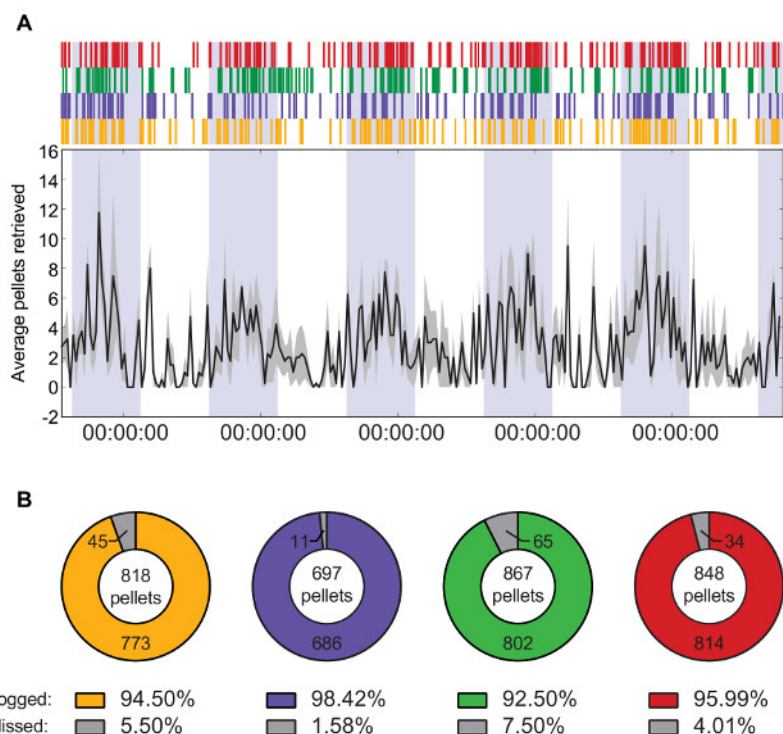 A
Average pellets retrieved
16
14
12
10
8
6
4
2
0
-2
00:00:00 00:00:00 00:00:00 00:00:00 00:00:00
B
45 11 65 34
818 697 867 848
pellets pellets pellets pellets
773 686 802 814
ogged: 94.50% 98.42% 92.50% 95.99%
lissed: 5.50% 1.58% 7.50% 4.01%